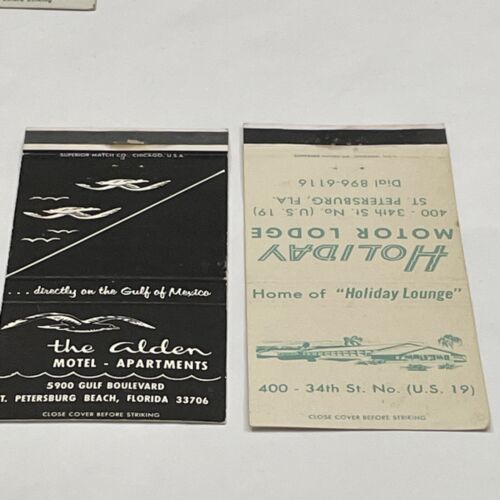 SUPERIOR MATCH CO., CHICAGO, U.S.A.
... directly on the Gulf of Mexico
the alden
MOTEL - APARTMENTS
5900 GULF BOULEVARD
T. PETERSBURG BEACH, FLORIDA 33706
CLOSE COVER BEFORE STRIKING
HOLIDAY
MOTOR LODGE
400 - 34th St. No. (U.S. 19)
ST. PETERSBURG, FLA.
Dial 896-6116
Home of "Holiday Lounge"
400 - 34th St. No. (U.S. 19)
CLOSE COVER BEFORE STRIKING